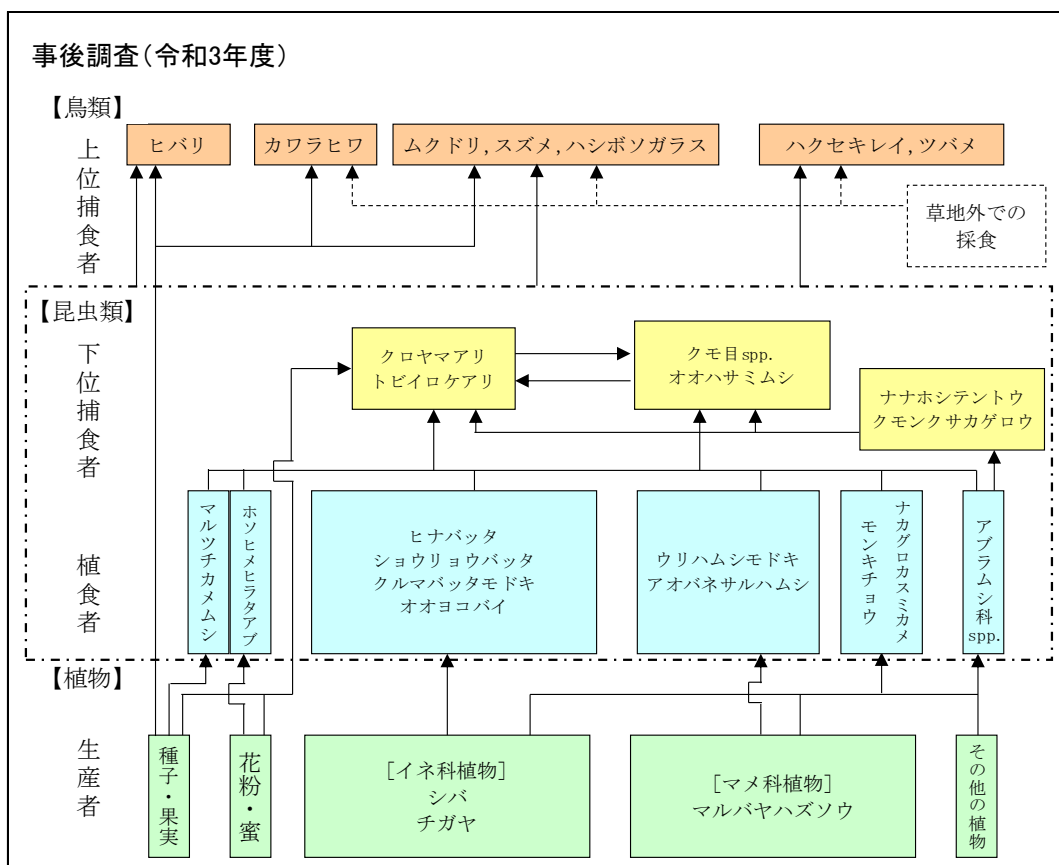 事後調査(令和3年度)
【鳥類】
上位捕食者
ヒバリ
カワラヒワ
ムクドリ,スズメ,ハシボソガラス
ハクセキレイ,ツバメ
草地外での
採食
【昆虫類】
下位捕食者
クロヤマアリ
トビイロケアリ
クモ目spp.
オオハサミムシ
ナナホシテントウ
クモンクサカゲロウ
植食者
マルツチカメムシ
ホソヒメヒラタアブ
ヒナバッタ
ショウリョウバッタ
クルマバッタモドキ
オオヨコバイ
ウリハムシモドキ
アオバネサルハムシ
ナカグロカスミカメ
モンキチョウ
アブラムシ科
spp.
【植物】
生産者
種子・果実
花粉・蜜
[イネ科植物]
シバ
チガヤ
[マメ科植物]
マルバヤハズソウ
その他の植物